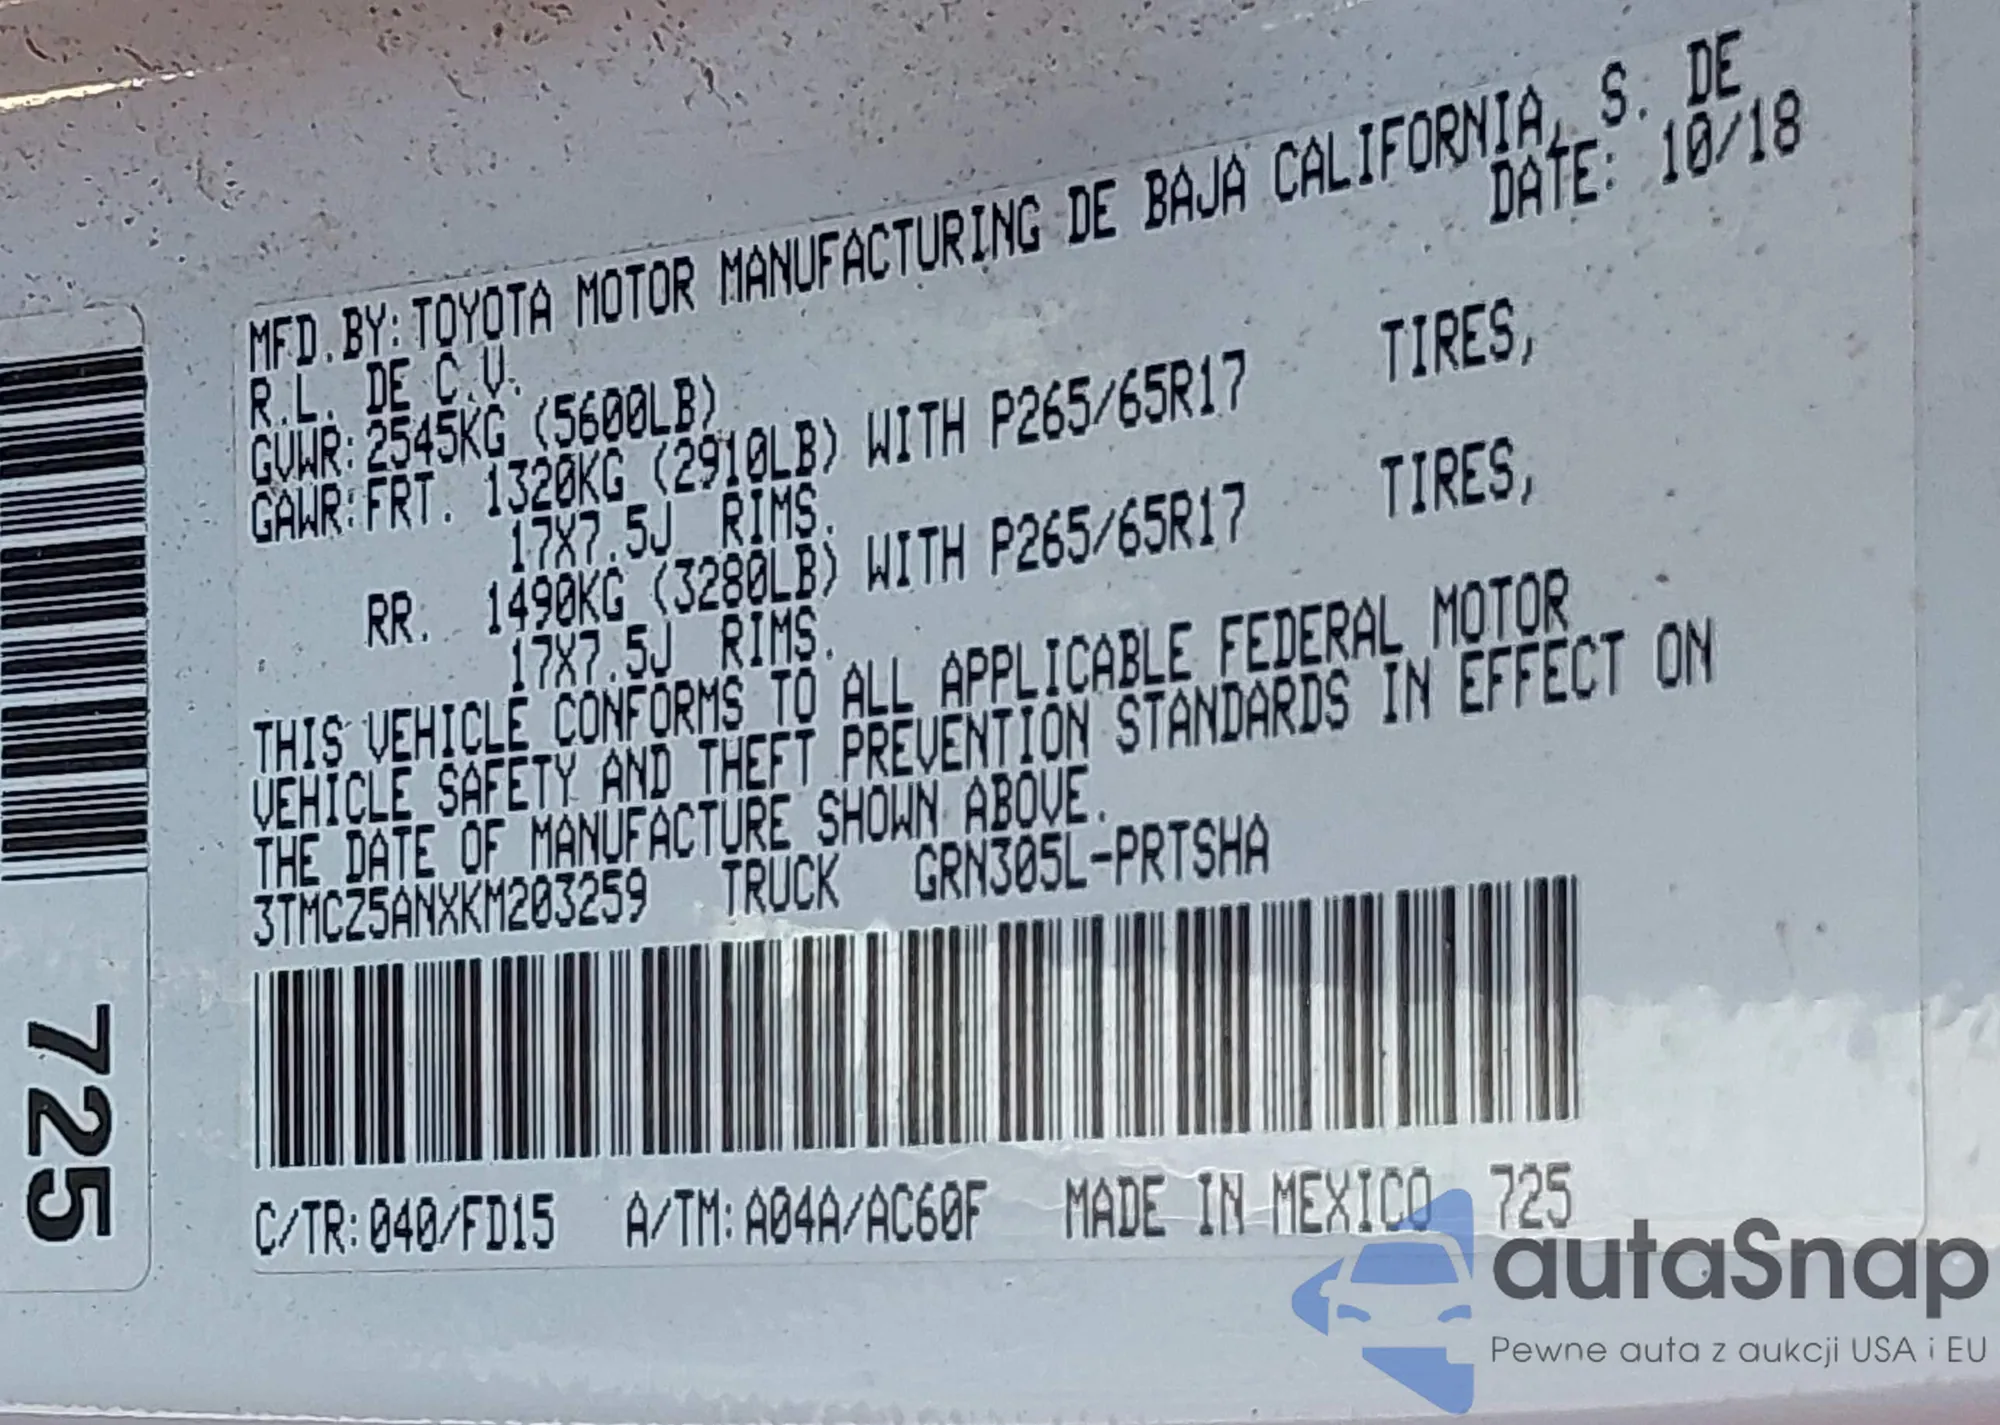 MFD.BY:TOYOTA MOTOR MANUFACTURING DE BAJA CALIFORNIA, S. DE
R.L. DE C.V. DATE: 10/18
GVWR:2545KG (5600LB)
GAWR:FRT. 1320KG (2910LB) WITH P265/65R17 TIRES,
17X7.5J RIMS.
RR. 1490KG (3280LB) WITH P265/65R17 TIRES,
17X7.5J RIMS.
THIS VEHICLE CONFORMS TO ALL APPLICABLE FEDERAL MOTOR
VEHICLE SAFETY AND THEFT PREVENTION STANDARDS IN EFFECT ON
THE DATE OF MANUFACTURE SHOWN ABOVE.
3TMCZ5ANXKM203259 TRUCK GRN305L-PRTSHA
C/TR:040/FD15 A/TM:A04A/AC60F MADE IN MEXICO 725
725
autaSnap
Pewne auta z aukcji USA i EU